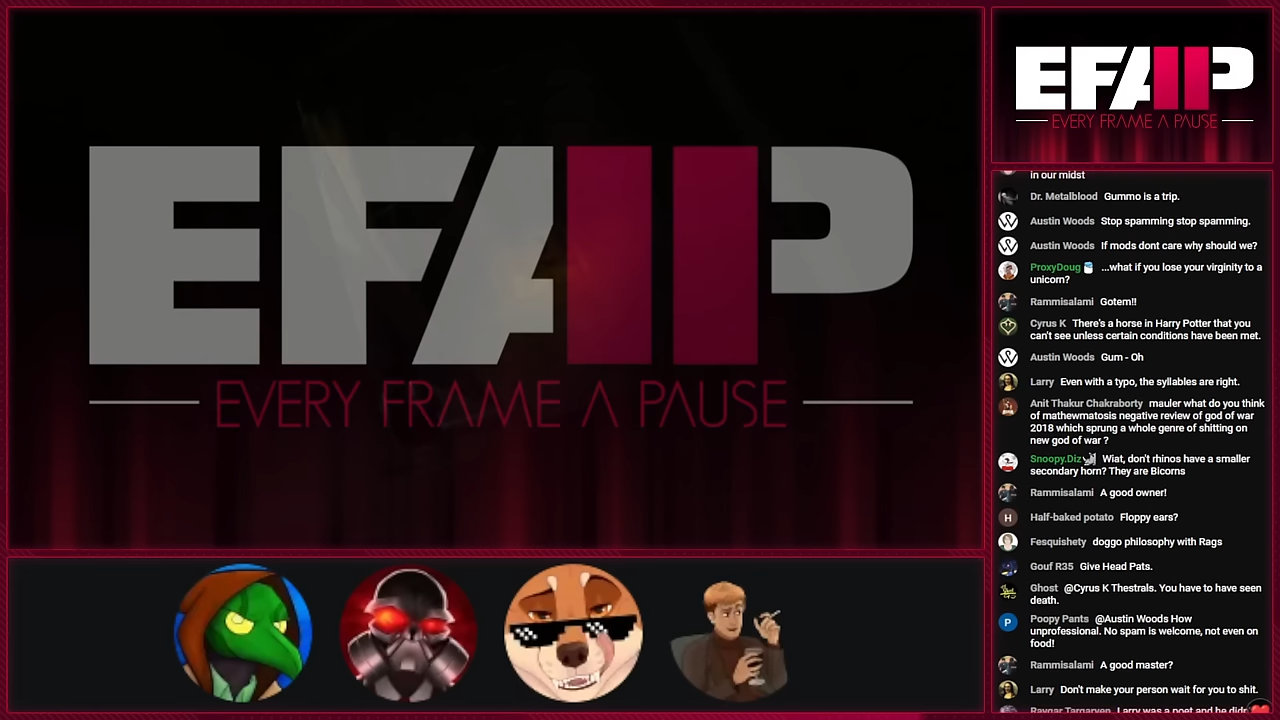 EFAP
EVERY FRAME A PAUSE
EFAP
EVERY FRAME A PAUSE
in our midst
Dr. Metalblood Gummo is a trip.
Austin Woods Stop spamming stop spamming.
Austin Woods If mods dont care why should we?
ProxyDoug ...what if you lose your virginity to a
unicorn?
Rammisalami Gotem!!
Cyrus K There's a horse in Harry Potter that you
can't see unless certain conditions have been met.
Austin Woods Gum - Oh
Larry Even with a typo, the syllables are right.
Anit Thakur Chakraborty mauler what do you think
of mathewmatosis negative review of god of war
2018 which sprung a whole genre of shitting on
new god of war ?
Snoopy.Diz Wiat, don't rhinos have a smaller
secondary horn? They are Bicorns
Rammisalami A good owner!
H
Half-baked potato Floppy ears?
Fesquishety doggo philosophy with Rags
Gouf R35 Give Head Pats.
Ghost @Cyrus K Thestrals. You have to have seen
death.
P
Poopy Pants @Austin Woods How
unprofessional. No spam is welcome, not even on
food!
Rammisalami A good master?
Larry Don't make your person wait for you to shit.
Raynar Targaryen Larry was a poet and he